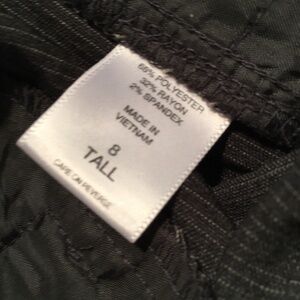 66% POLYESTER
32% RAYON
2% SPANDEX
MADE IN
VIETNAM
8
TALL
CARE ON REVERSE